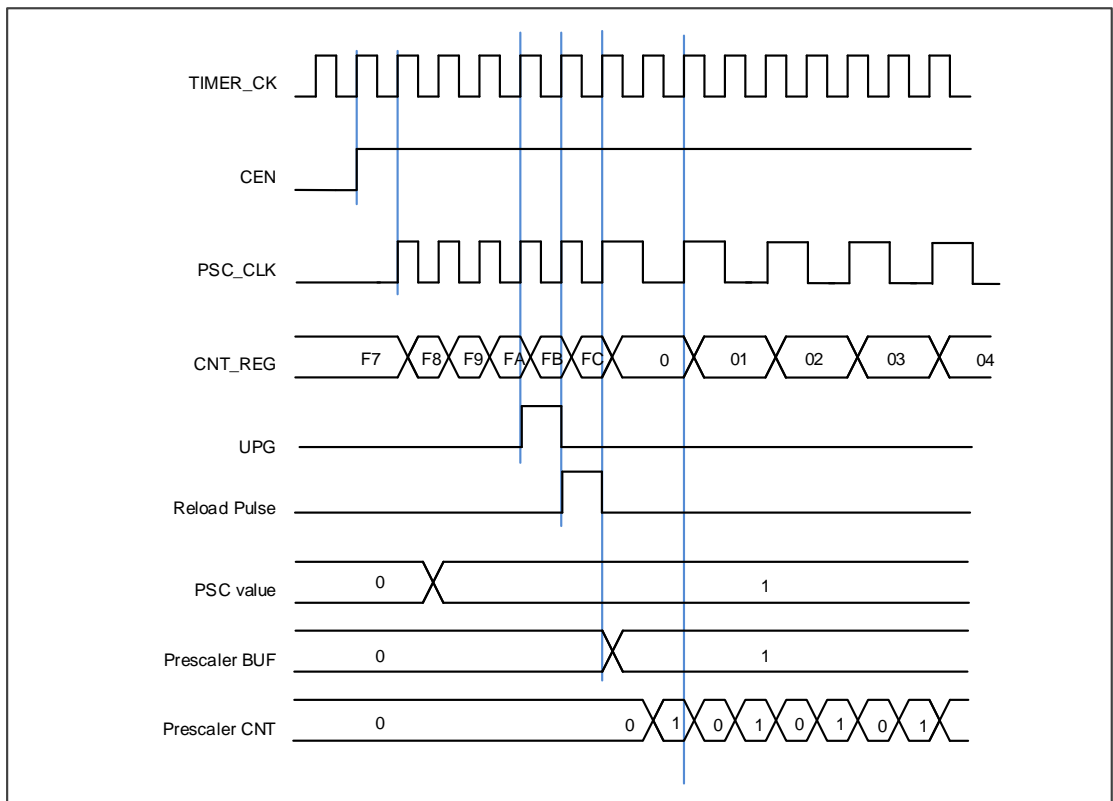 TIMER_CK
CEN
PSC_CLK
CNT_REG F7 F8 F9 FA FB FC 0 01 02 03 04
UPG
Reload Pulse
PSC value 0 1
Prescaler BUF 0 1
Prescaler CNT 0 0 1 0 1 0 1 0 1